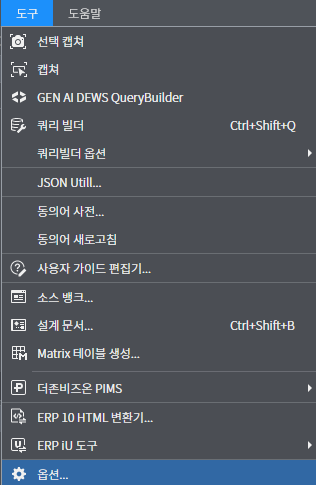 도구 도움말
선택 캡쳐
캡쳐
GEN AI DEWS QueryBuilder
쿼리 빌더 Ctrl+Shift+Q
쿼리빌더 옵션
JSON Utill...
동의어 사전...
동의어 새로고침
사용자 가이드 편집기...
소스 뱅크...
설계 문서... Ctrl+Shift+B
Matrix 테이블 생성...
더존비즈온 PIMS
ERP 10 HTML 변환기...
ERP iU 도구
옵션...